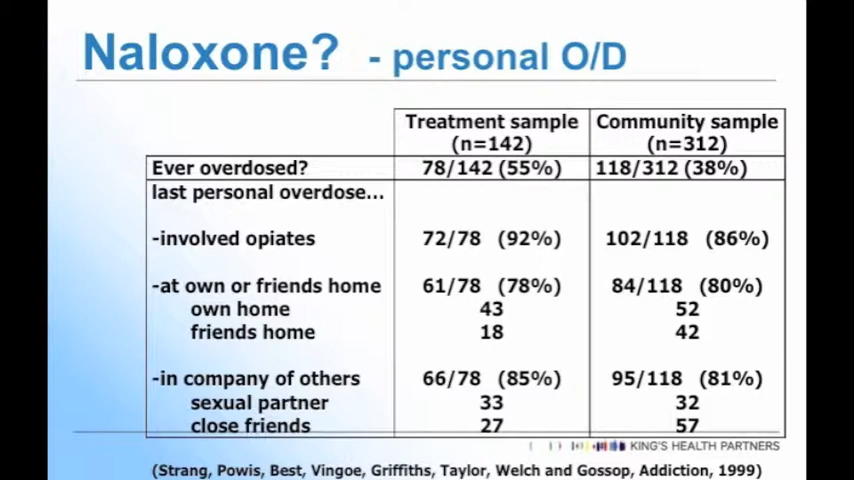 Naloxone? - personal O/D
Treatment sample Community sample
(n=142) (n=312)
Ever overdosed? 78/142 (55%) 118/312 (38%)
last personal overdose...
-involved opiates 72/78 (92%) 102/118 (86%)
-at own or friends home 61/78 (78%) 84/118 (80%)
own home 43 52
friends home 18 42
-in company of others 66/78 (85%) 95/118 (81%)
sexual partner 33 32
close friends 27 57
KING'S HEALTH PARTNERS
(Strang, Powis, Best, Vingoe, Griffiths, Taylor, Welch and Gossop, Addiction, 1999)